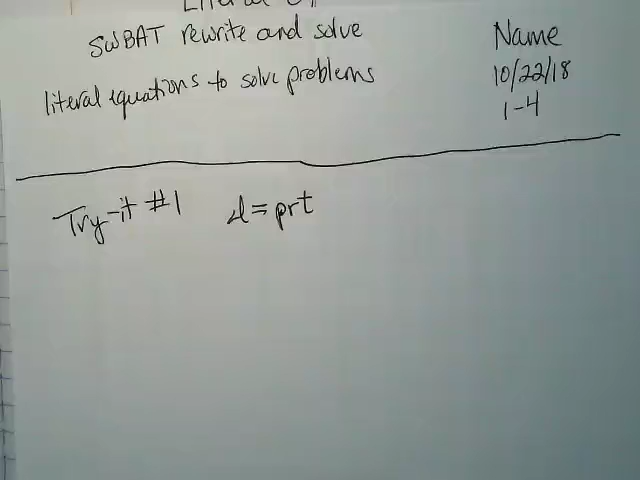 SWBAT rewrite and solve
literal equations to solve problems
Name
10/22/18
1-4
Try-it #1 d=prt